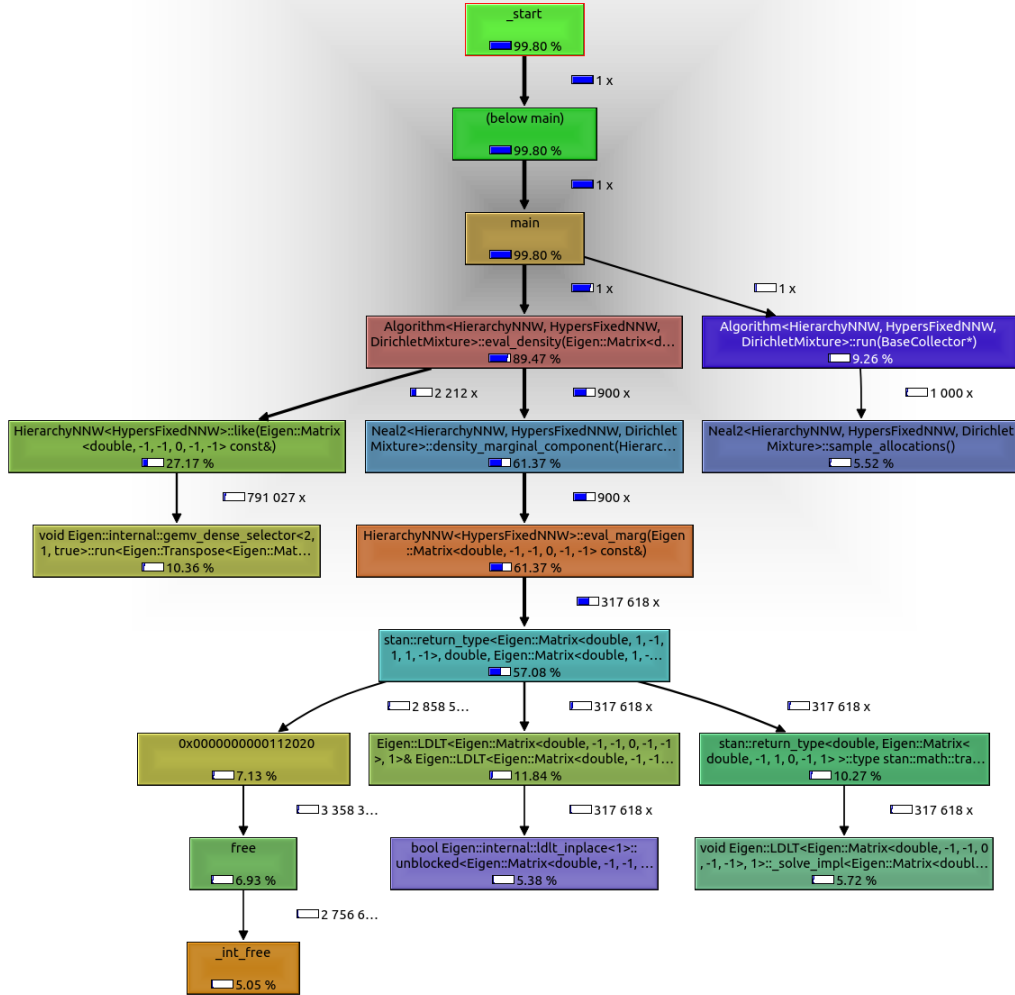 _start
99.80 %
1 x
(below main)
99.80 %
1 x
main
99.80 %
1 x
1 x
Algorithm<HierarchyNNW, HypersFixedNNW,
DirichletMixture>::eval_density(Eigen::Matrix<d...
89.47 %
Algorithm<HierarchyNNW, HypersFixedNNW,
DirichletMixture>::run(BaseCollector*)
9.26 %
2 212 x
900 x
1 000 x
HierarchyNNW<HypersFixedNNW>::like(Eigen::Matrix
<double, -1, -1, 0, -1, -1> const&)
27.17 %
Neal2<HierarchyNNW, HypersFixedNNW, Dirichlet
Mixture>::density_marginal_component(Hierarc...
61.37 %
Neal2<HierarchyNNW, HypersFixedNNW, Dirichlet
Mixture>::sample_allocations()
5.52 %
791 027 x
900 x
void Eigen::internal::gemv_dense_selector<2,
1, true>::run<Eigen::Transpose<Eigen::Mat...
10.36 %
HierarchyNNW<HypersFixedNNW>::eval_marg(Eigen
::Matrix<double, -1, -1, 0, -1, -1> const&)
61.37 %
317 618 x
stan::return_type<Eigen::Matrix<double, 1, -1,
1, 1, -1>, double, Eigen::Matrix<double, 1, -...
57.08 %
2 858 5...
317 618 x
317 618 x
0x0000000000112020
7.13 %
Eigen::LDLT<Eigen::Matrix<double, -1, -1, 0, -1, -1
>, 1>& Eigen::LDLT<Eigen::Matrix<double, -1, -1...
11.84 %
stan::return_type<double, Eigen::Matrix<
double, -1, 1, 0, -1, 1> >::type stan::math::tra...
10.27 %
3 358 3...
317 618 x
317 618 x
free
6.93 %
bool Eigen::internal::ldlt_inplace<1>::
unblocked<Eigen::Matrix<double, -1, -1, ...
5.38 %
void Eigen::LDLT<Eigen::Matrix<double, -1, -1, 0
, -1, -1>, 1>::_solve_impl<Eigen::Matrix<doubl...
5.72 %
2 756 6...
_int_free
5.05 %